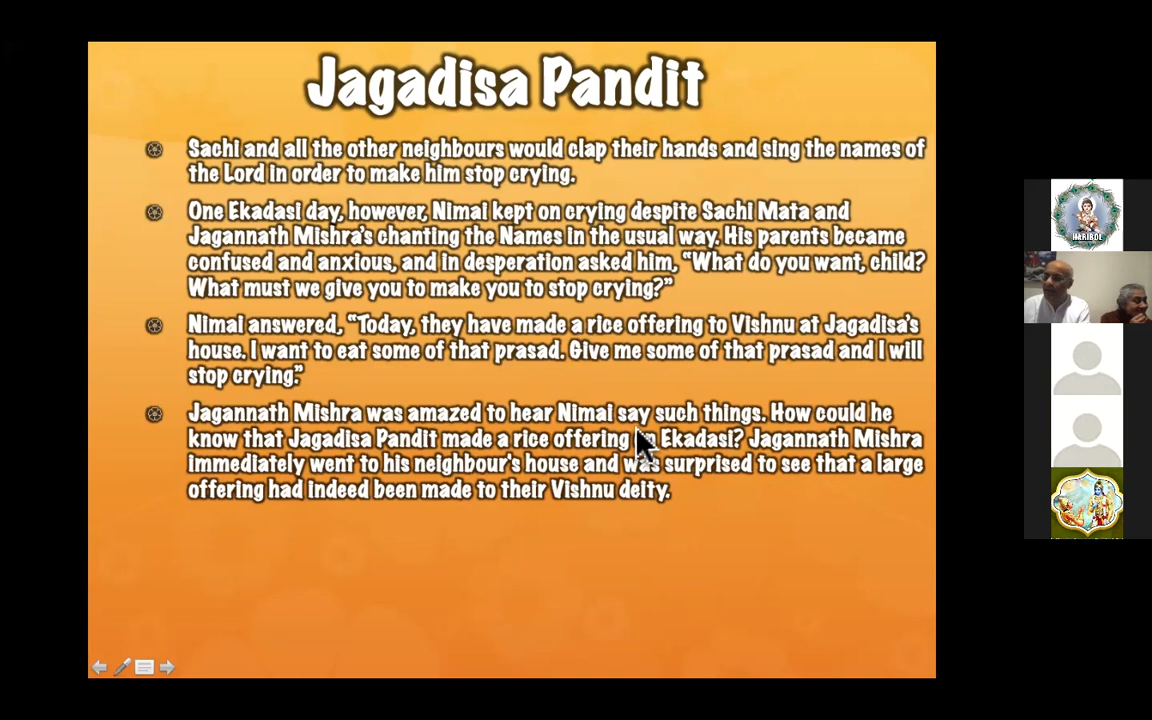 Jagadisa Pandit
Sachi and all the other neighbours would clap their hands and sing the names of
the Lord in order to make him stop crying.
One Ekadasi day, however, Nimai kept on crying despite Sachi Mata and
Jagannath Mishra's chanting the Names in the usual way. His parents became
confused and anxious, and in desperation asked him, "What do you want, child?
What must we give you to make you to stop crying?"
Nimai answered, "Today, they have made a rice offering to Vishnu at Jagadisa's
house. I want to eat some of that prasad. Give me some of that prasad and I will
stop crying."
Jagannath Mishra was amazed to hear Nimai say such things. How could he
know that Jagadisa Pandit made a rice offering Ekadasi? Jagannath Mishra
immediately went to his neighbour's house and was surprised to see that a large
offering had indeed been made to their Vishnu deity.
HARIBOL